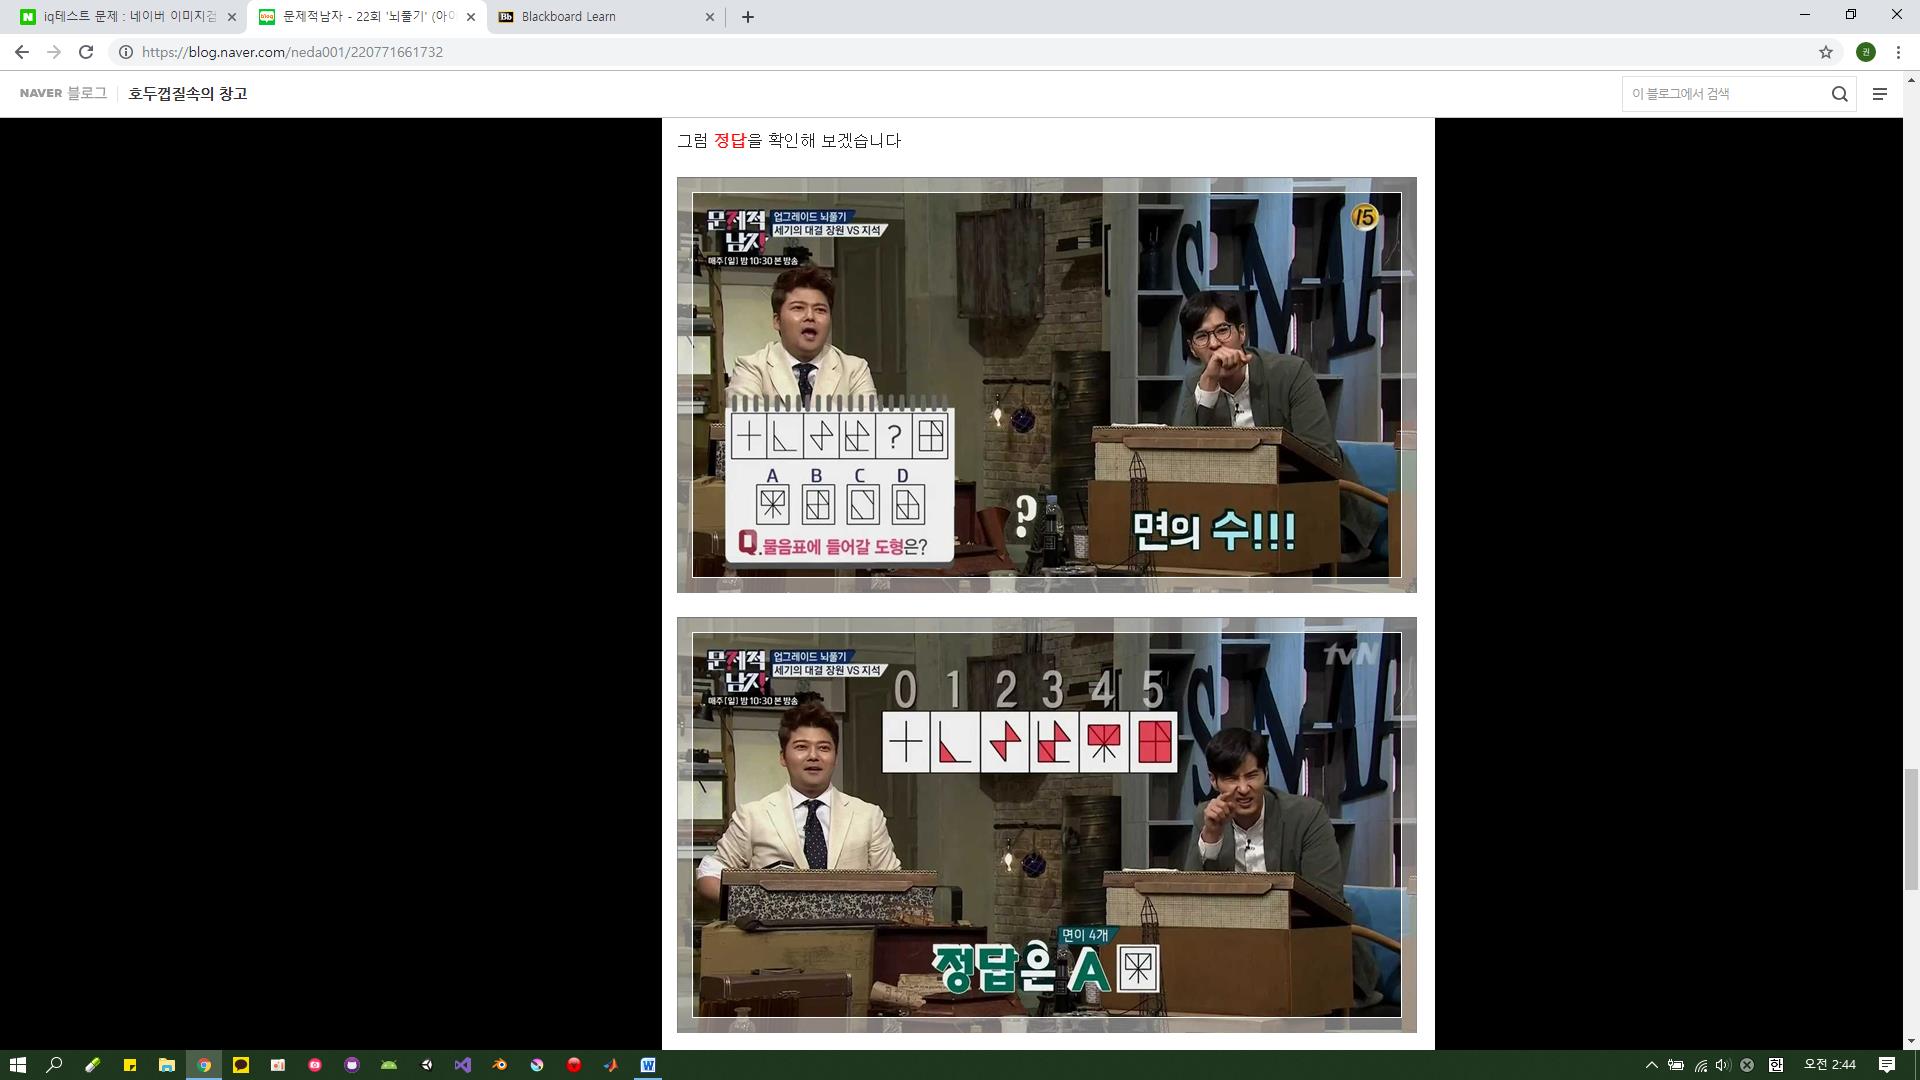 iq테스트 문제 : 네이버 이미지검
문제적남자 - 22회 '뇌풀기' (아이
Blackboard Learn
https://blog.naver.com/neda001/220771661732
권
NAVER 블로그
호두껍질속의 창고
이 블로그에서 검색
그럼 정답을 확인해 보겠습니다
문제적
남자
업그레이드 뇌풀기
세기의 대결 장원 VS 지석
매주[일] 밤 10:30 본 방송
15
?
A B C D
Q.물음표에 들어갈 도형은?
?
면의 수!!!
문제적
남자
업그레이드 뇌풀기
세기의 대결 장원 VS 지석
매주[일] 밤 10:30 본 방송
tvN
0 1 2 3 4 5
면이 4개
정답은 A
한
오전 2:44